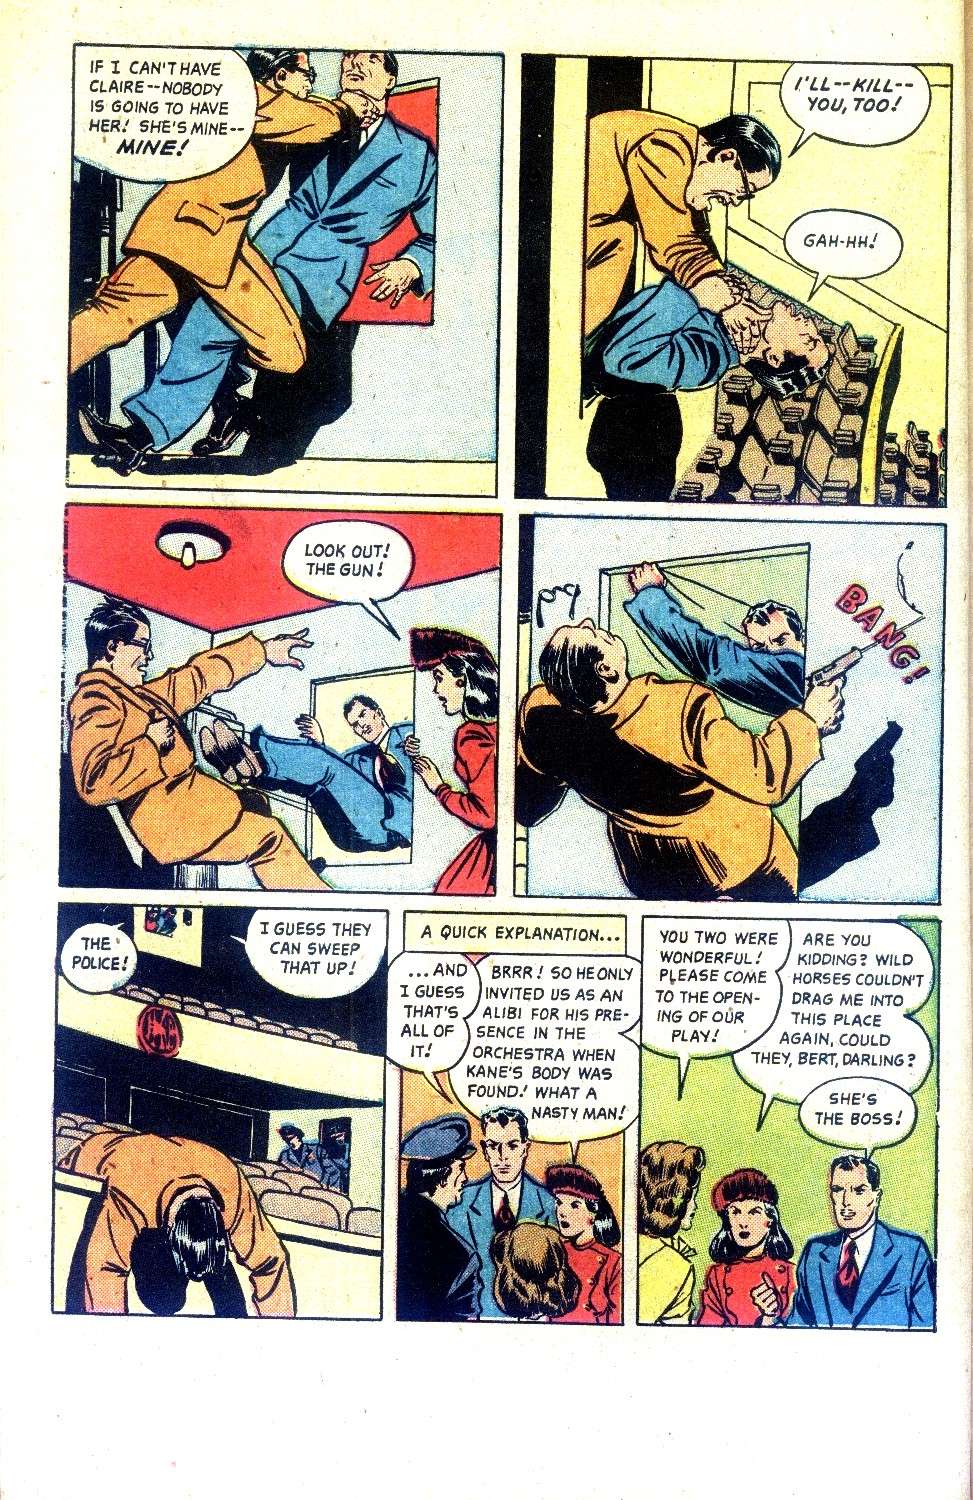 IF I CAN'T HAVE
CLAIRE--NOBODY
IS GOING TO HAVE
HER! SHE'S MINE--
MINE!
I'LL--KILL--
YOU, TOO!
GAH-HH!
LOOK OUT!
THE GUN!
BANG!
THE
POLICE!
I GUESS THEY
CAN SWEEP
THAT UP!
A QUICK EXPLANATION...
...AND
I GUESS
THAT'S
ALL OF
IT!
BRRR! SO HE ONLY
INVITED US AS AN
ALIBI FOR HIS PRE-
SENCE IN THE
ORCHESTRA WHEN
KANE'S BODY WAS
FOUND! WHAT A
NASTY MAN!
YOU TWO WERE
WONDERFUL!
PLEASE COME
TO THE OPEN-
ING OF OUR
PLAY!
ARE YOU
KIDDING? WILD
HORSES COULDN'T
DRAG ME INTO
THIS PLACE
AGAIN, COULD
THEY, BERT, DARLING?
SHE'S
THE BOSS!